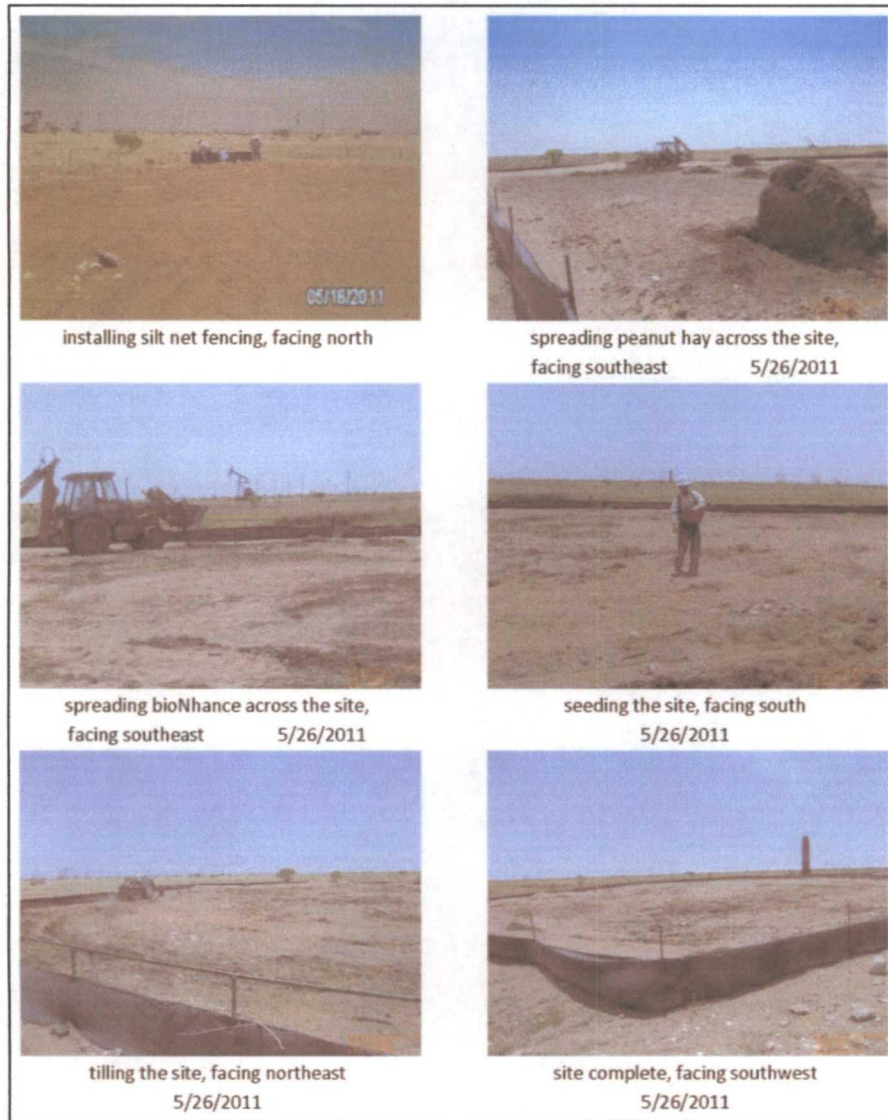 05/16/2011
installing silt net fencing, facing north
spreading peanut hay across the site,
facing southeast 5/26/2011
spreading bioNhance across the site,
facing southeast 5/26/2011
seeding the site, facing south
5/26/2011
tilling the site, facing northeast
5/26/2011
site complete, facing southwest
5/26/2011